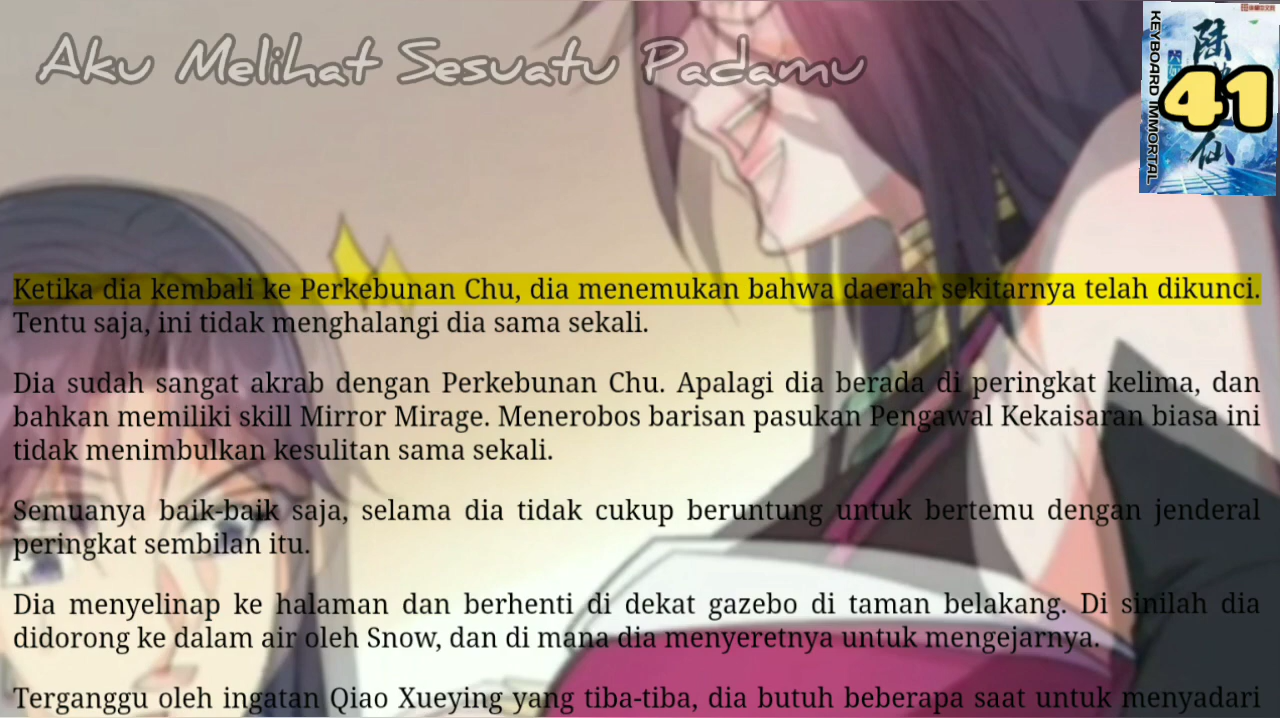 Aku Melihat Sesuatu Padamu
KEYBOARD IMMORTAL
陆
仙
41
Ketika dia kembali ke Perkebunan Chu, dia menemukan bahwa daerah sekitarnya telah dikunci.
Tentu saja, ini tidak menghalangi dia sama sekali.
Dia sudah sangat akrab dengan Perkebunan Chu. Apalagi dia berada di peringkat kelima, dan
bahkan memiliki skill Mirror Mirage. Menerobos barisan pasukan Pengawal Kekaisaran biasa ini
tidak menimbulkan kesulitan sama sekali.
Semuanya baik-baik saja, selama dia tidak cukup beruntung untuk bertemu dengan jenderal
peringkat sembilan itu.
Dia menyelinap ke halaman dan berhenti di dekat gazebo di taman belakang. Di sinilah dia
didorong ke dalam air oleh Snow, dan di mana dia menyeretnya untuk mengejarnya.
Terganggu oleh ingatan Qiao Xueying yang tiba-tiba, dia butuh beberapa saat untuk menyadari